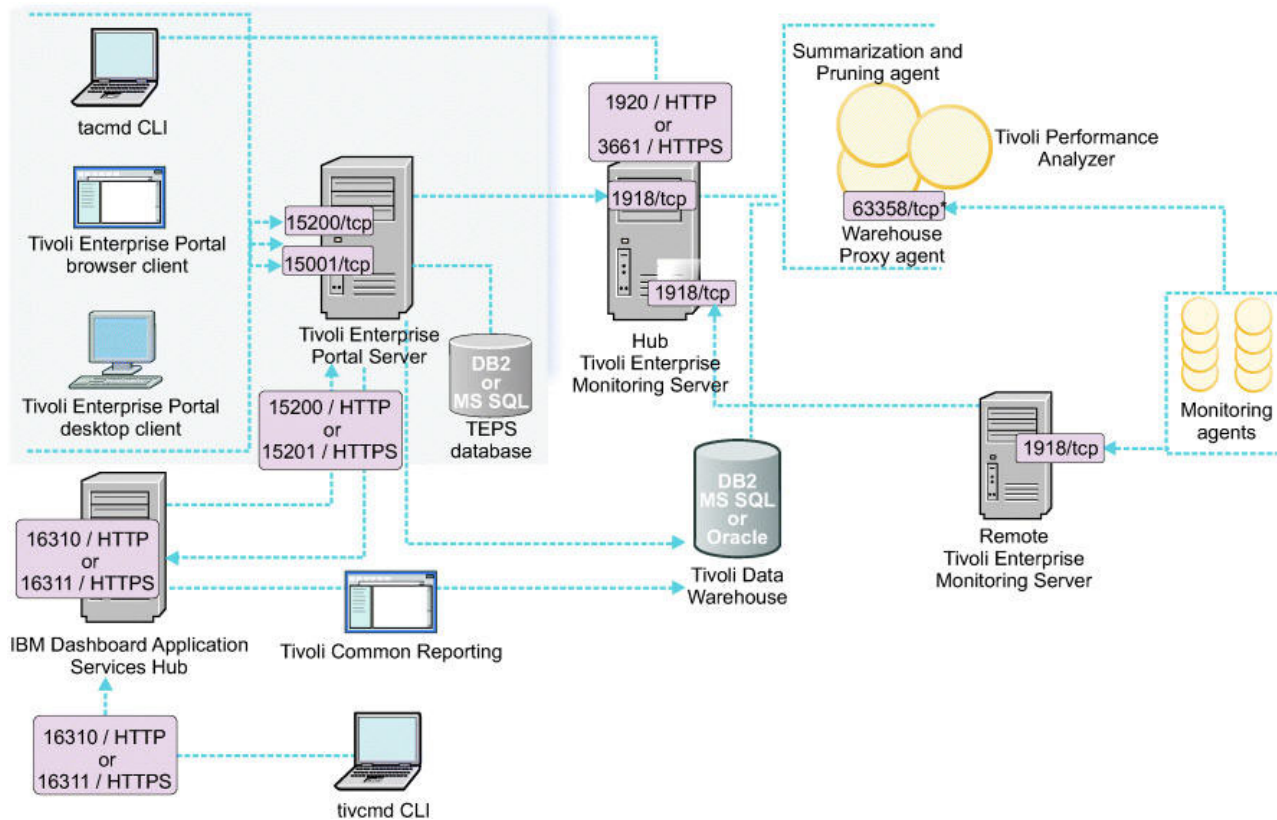 tacmd CLI
Tivoli Enterprise Portal
browser client
Tivoli Enterprise Portal
desktop client
15200/tcp
15001/tcp
Tivoli Enterprise
Portal Server
DB2
or
MS SQL
TEPS
database
1920 / HTTP
or
3661 / HTTPS
1918/tcp
1918/tcp
Hub
Tivoli Enterprise
Monitoring Server
Summarization and
Pruning agent
Tivoli Performance
Analyzer
63358/tcp*
Warehouse
Proxy agent
Monitoring
agents
1918/tcp
Remote
Tivoli Enterprise
Monitoring Server
15200 / HTTP
or
15201 / HTTPS
DB2
MS SQL
or
Oracle
Tivoli Data
Warehouse
16310 / HTTP
or
16311 / HTTPS
IBM Dashboard Application
Services Hub
Tivoli Common Reporting
16310 / HTTP
or
16311 / HTTPS
tivcmd CLI